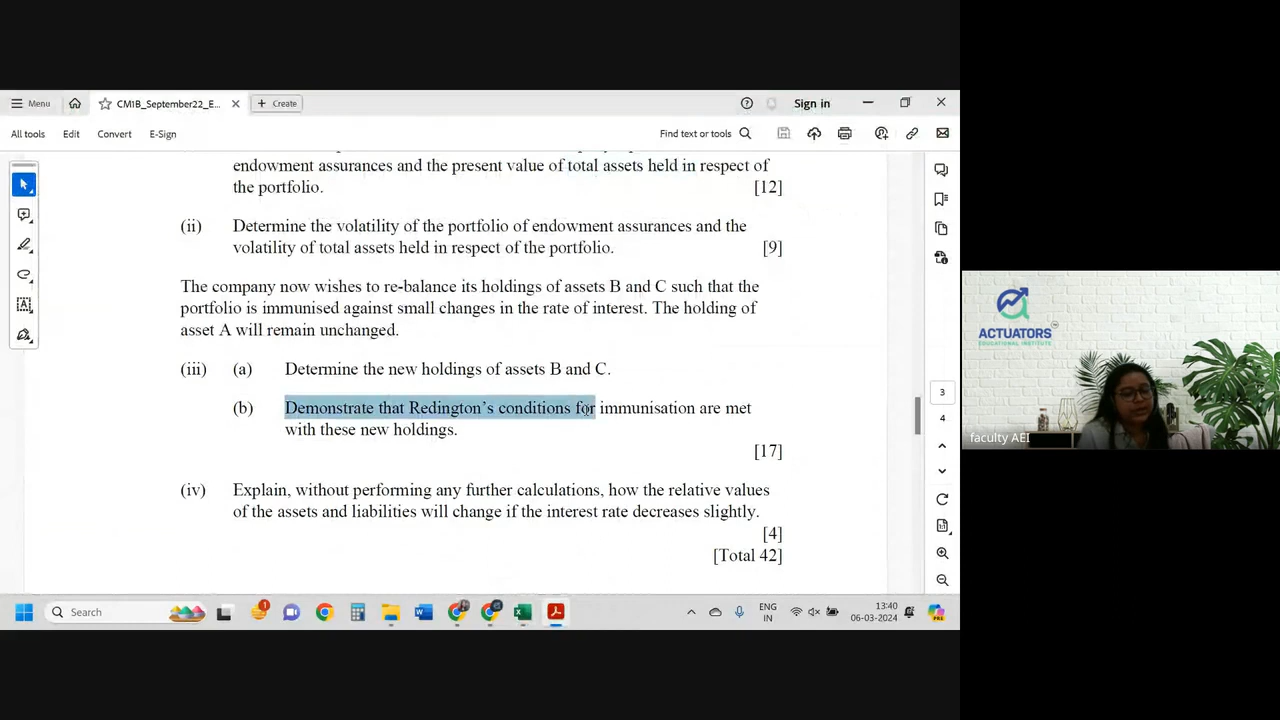 Menu
CM1B_September22_E...
Create
Sign in
All tools
Edit
Convert
E-Sign
Find text or tools
endowment assurances and the present value of total assets held in respect of
the portfolio.
[12]
(ii) Determine the volatility of the portfolio of endowment assurances and the
volatility of total assets held in respect of the portfolio.
[9]
The company now wishes to re-balance its holdings of assets B and C such that the
portfolio is immunised against small changes in the rate of interest. The holding of
asset A will remain unchanged.
(iii) (a) Determine the new holdings of assets B and C.
(b) Demonstrate that Redington's conditions for immunisation are met
with these new holdings.
[17]
(iv) Explain, without performing any further calculations, how the relative values
of the assets and liabilities will change if the interest rate decreases slightly.
[4]
[Total 42]
3
4
ACTUATORS
EDUCATIONAL INSTITUTE
faculty AEI
Search
ENG
IN
13:40
06-03-2024